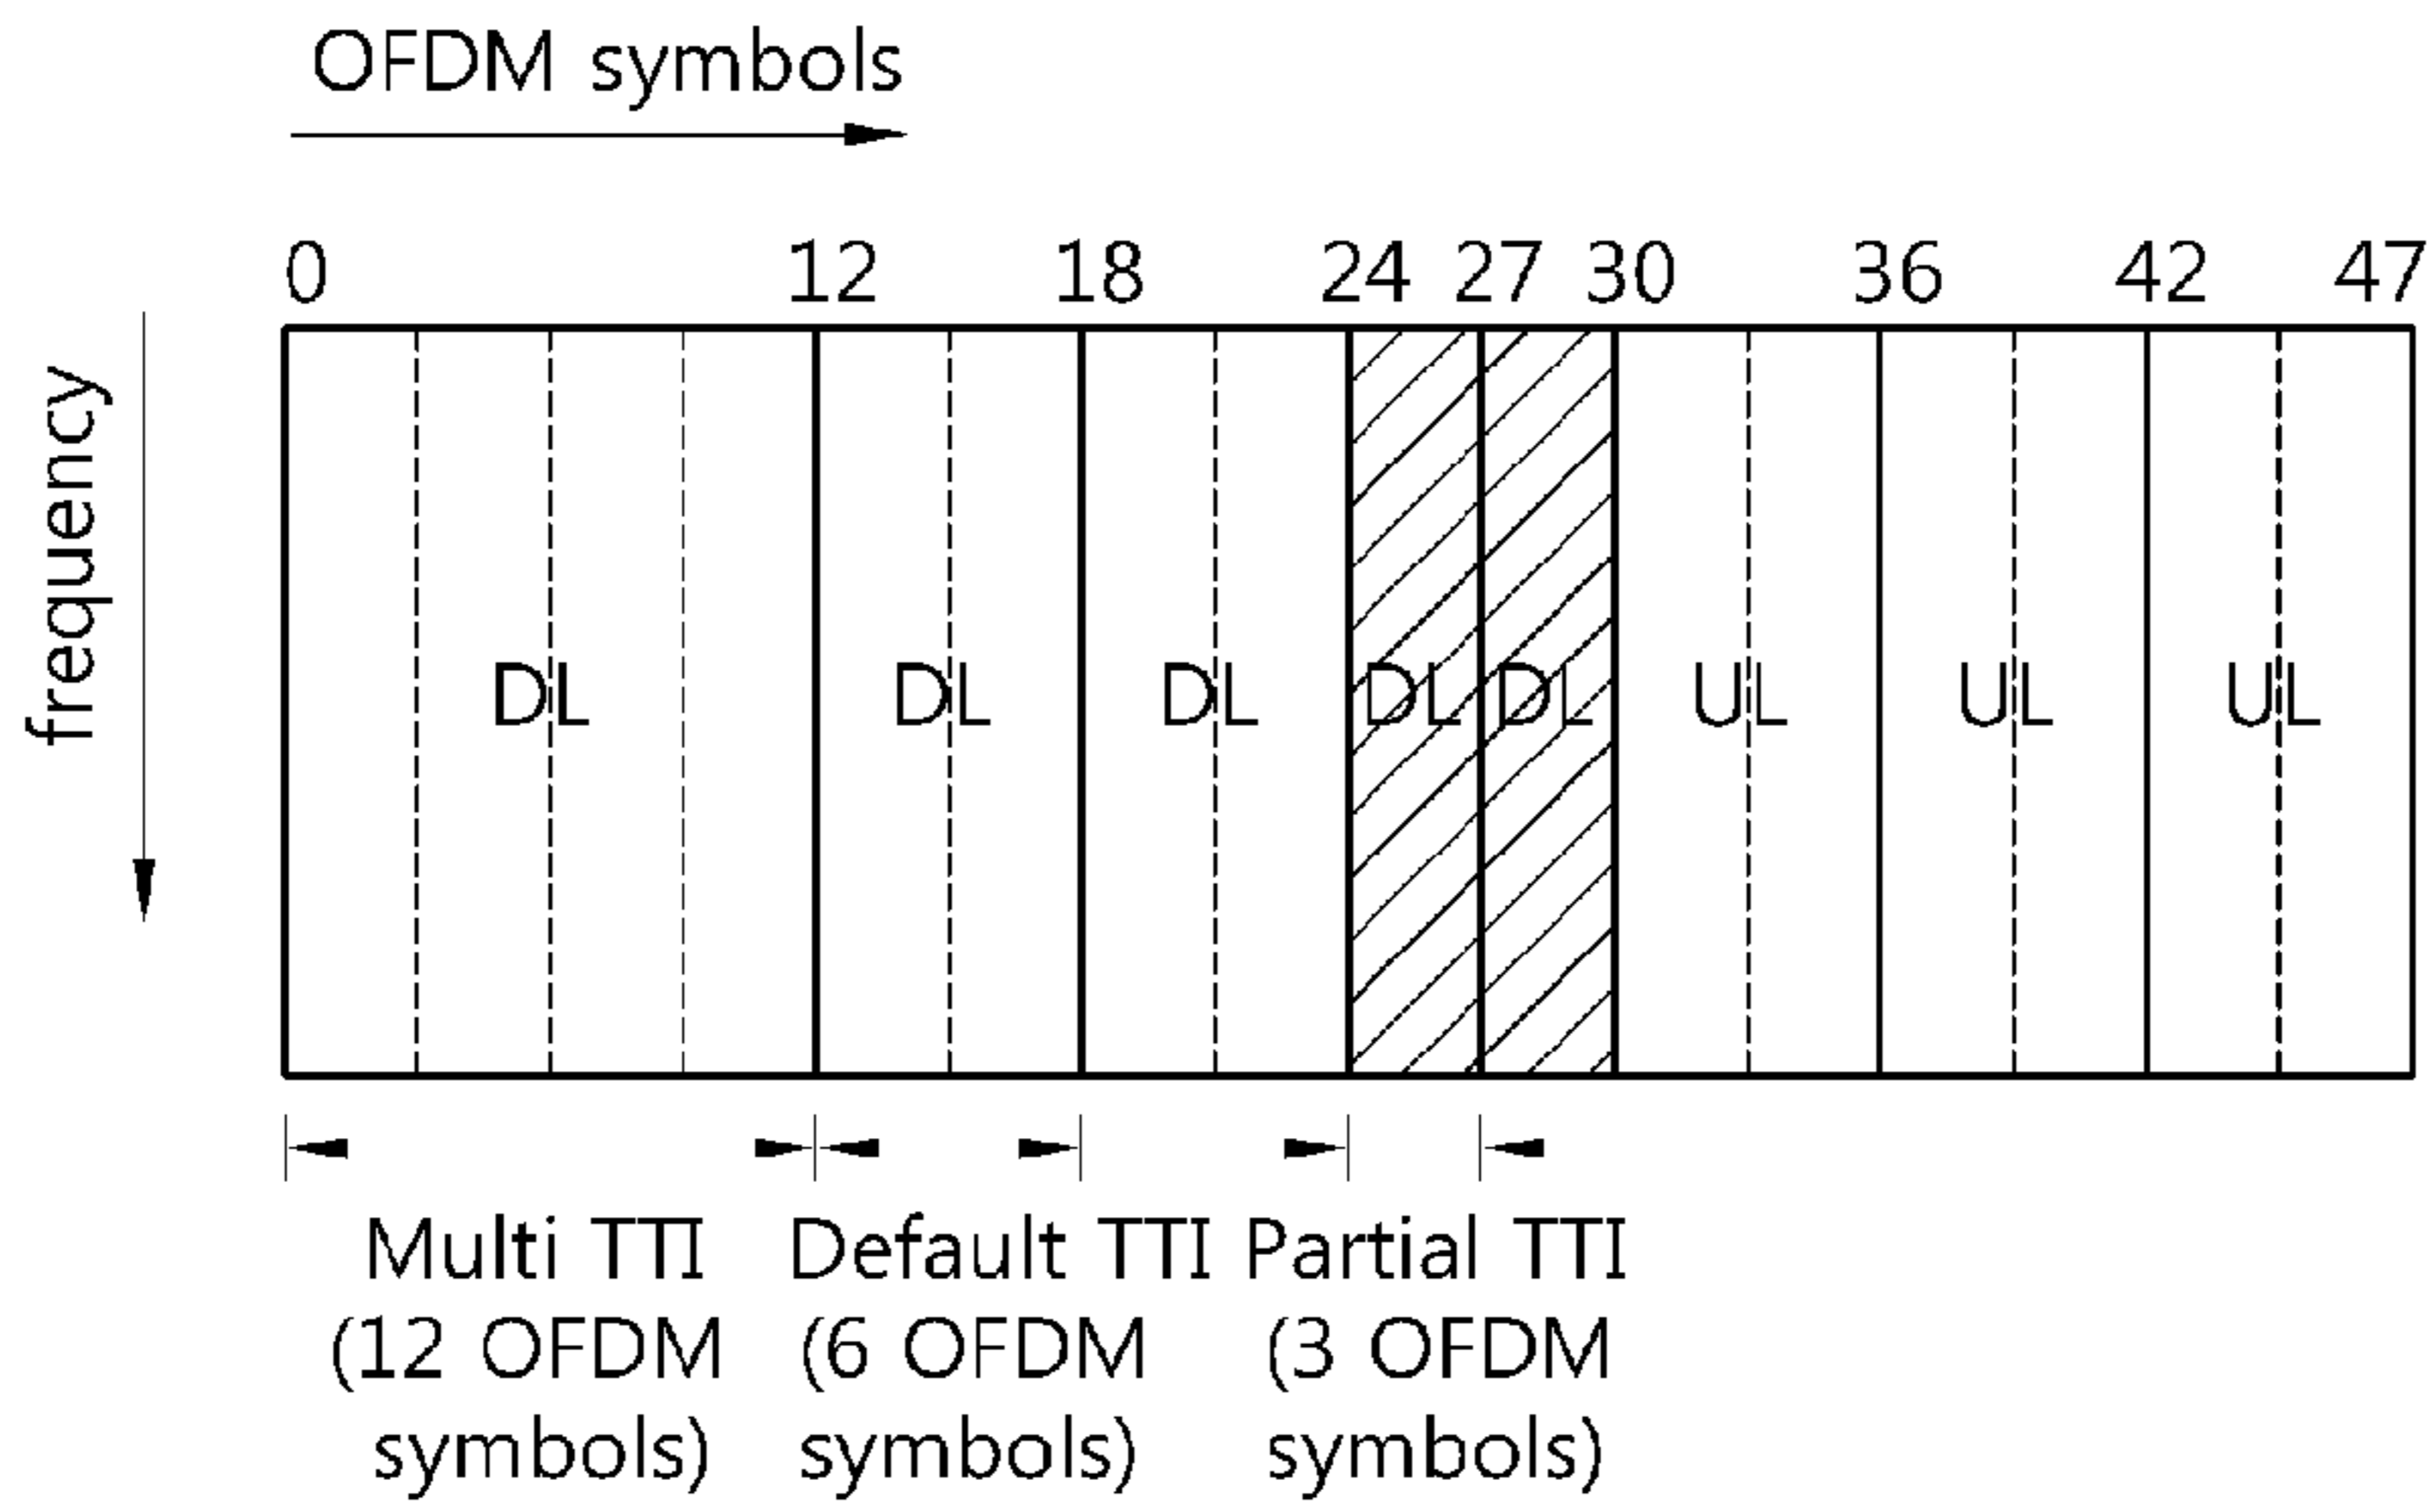 OFDM symbols
0 12 18 24 27 30 36 42 47
frequency
DL DL DL DL DL UL UL UL
Multi TTI
(12 OFDM
symbols)
Default TTI
(6 OFDM
symbols)
Partial TTI
(3 OFDM
symbols)